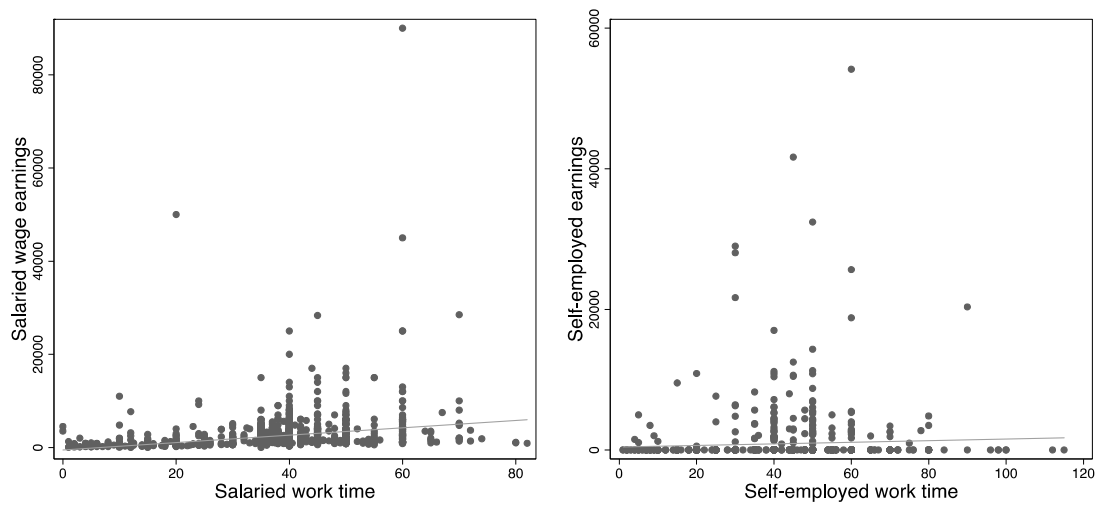 Salaried wage earnings
80000
60000
40000
20000
0
0 20 40 60 80
Salaried work time
Self-employed earnings
60000
40000
20000
0
0 20 40 60 80 100 120
Self-employed work time